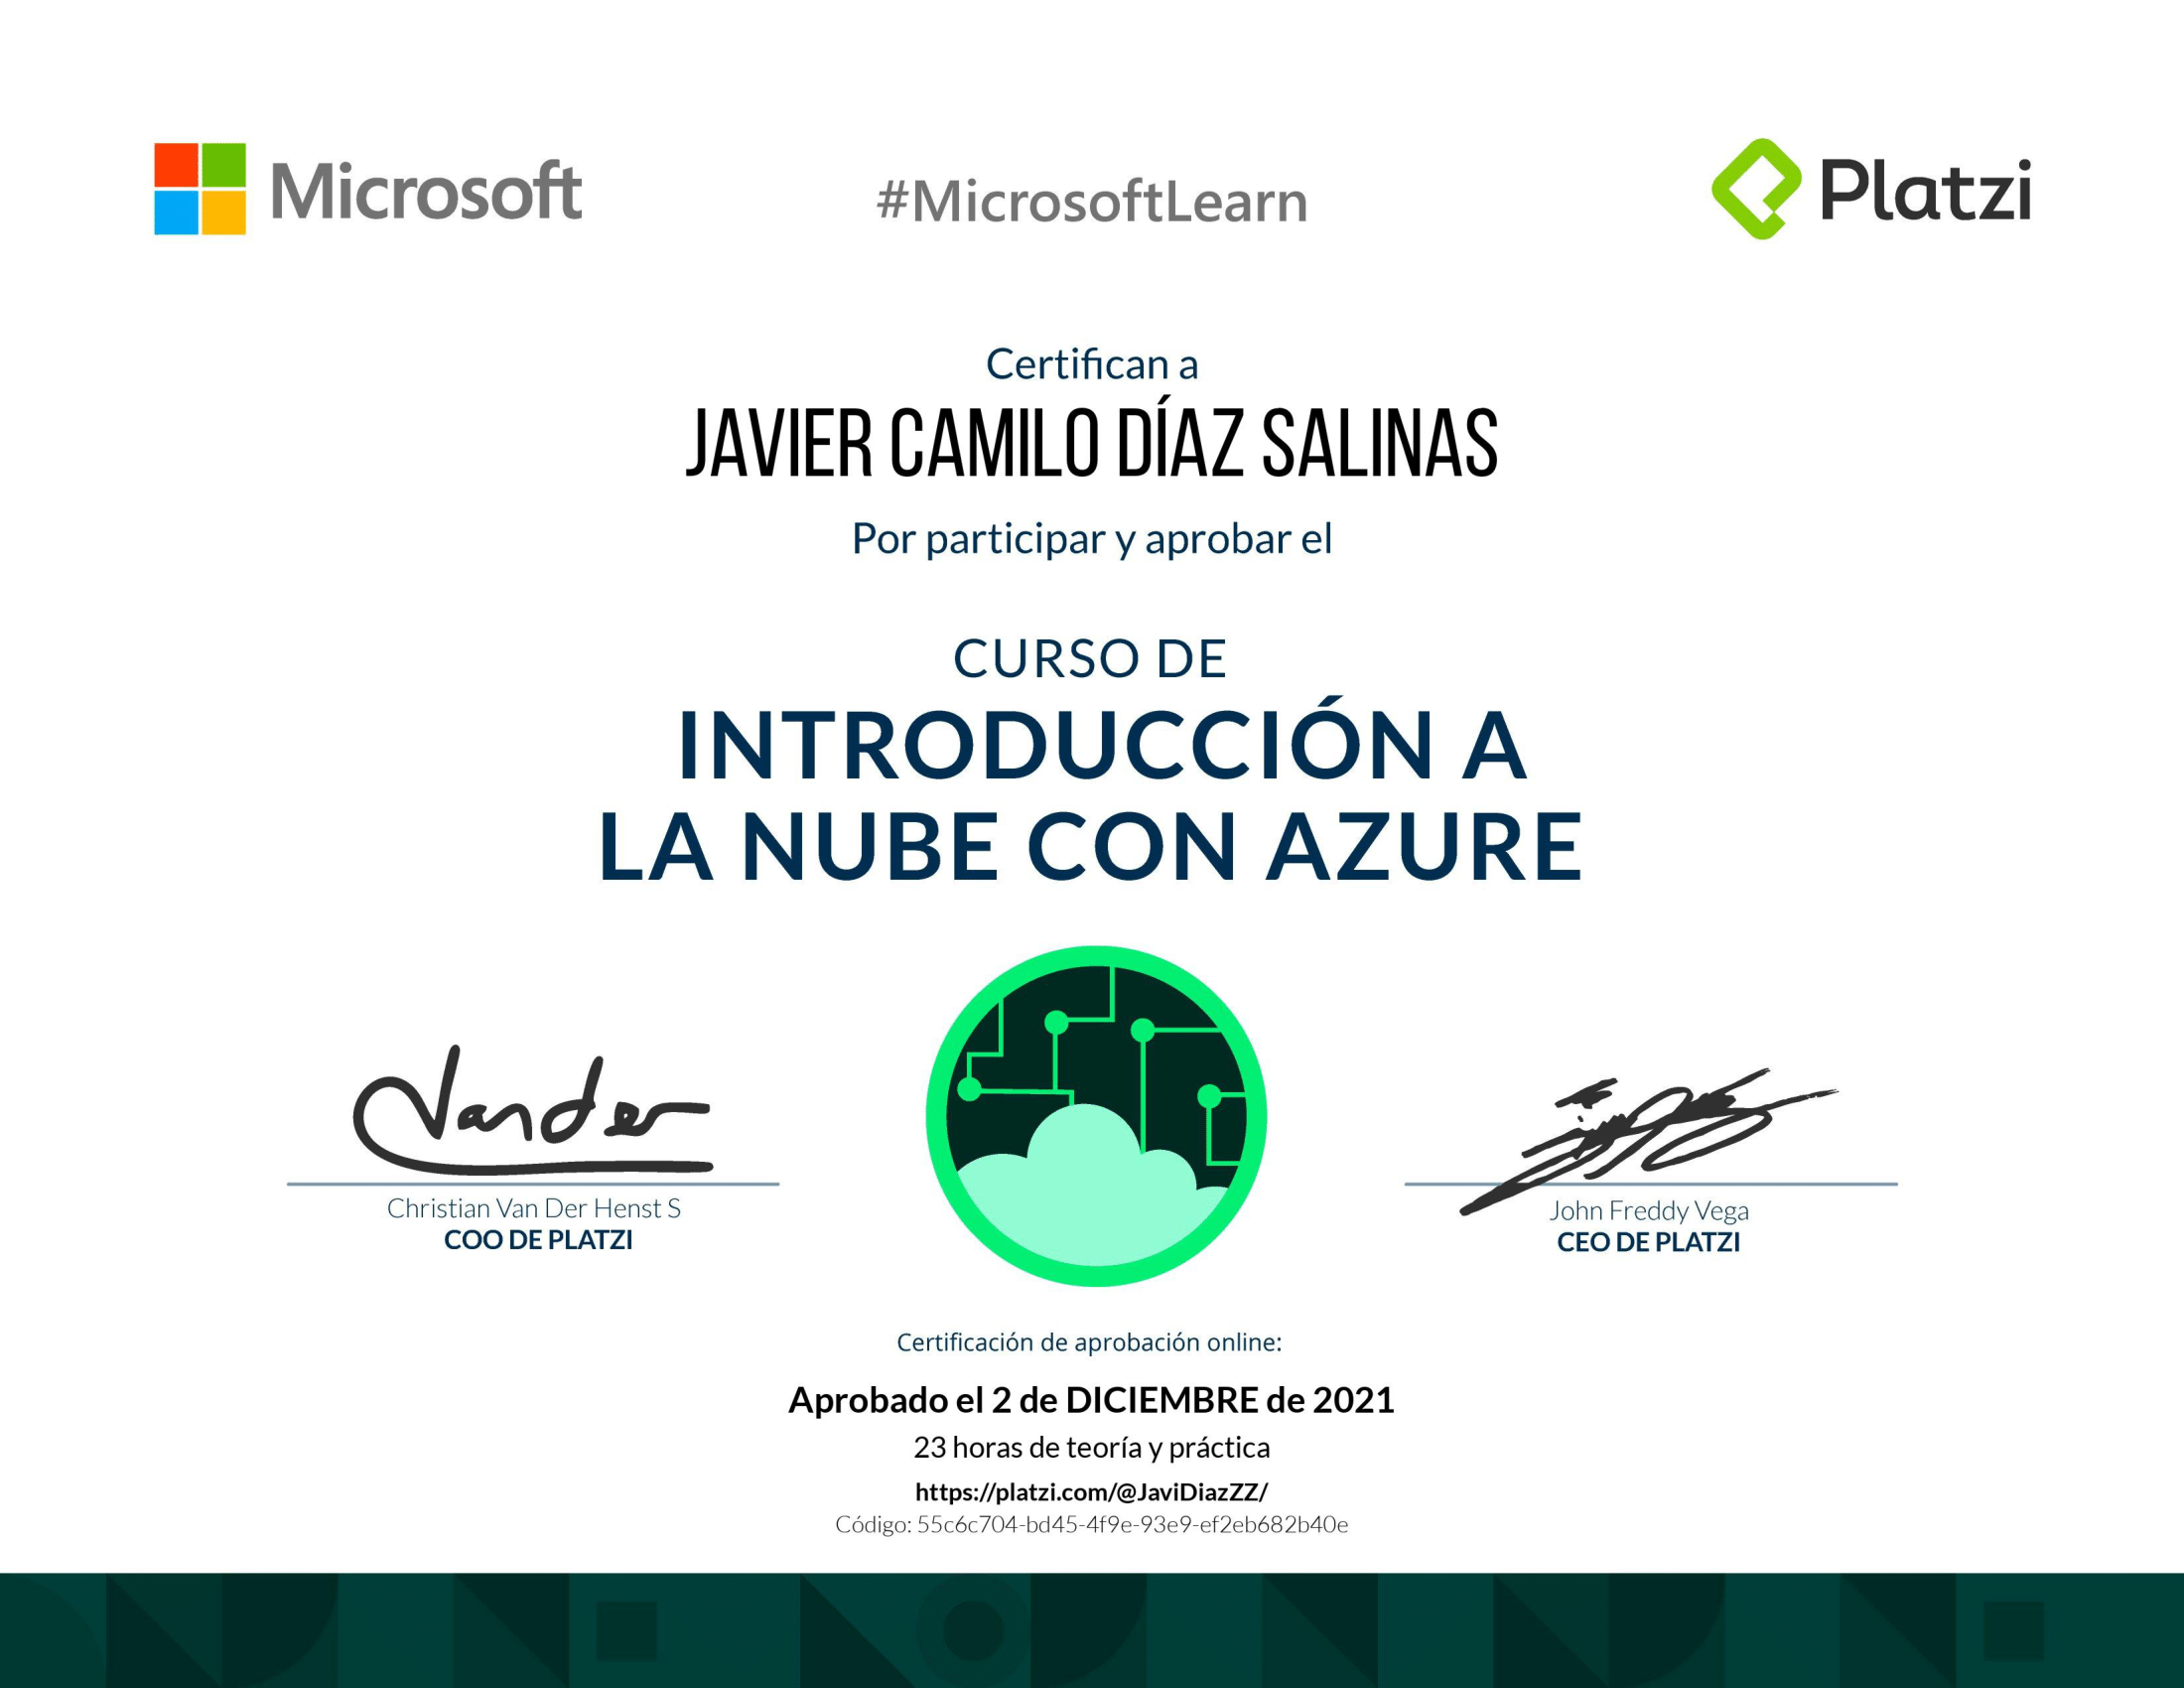 Microsoft
#MicrosoftLearn
Platzi
Certifican a
JAVIER CAMILO DÍAZ SALINAS
Por participar y aprobar el
CURSO DE
INTRODUCCIÓN A
LA NUBE CON AZURE
Vander
Christian Van Der Henst S
COO DE PLATZI
John Freddy Vega
CEO DE PLATZI
Certificación de aprobación online:
Aprobado el 2 de DICIEMBRE de 2021
23 horas de teoría y práctica
https://platzi.com/@JaviDiazZZ/
Código: 55c6c704-bd45-4f9e-93e9-ef2eb682b40e